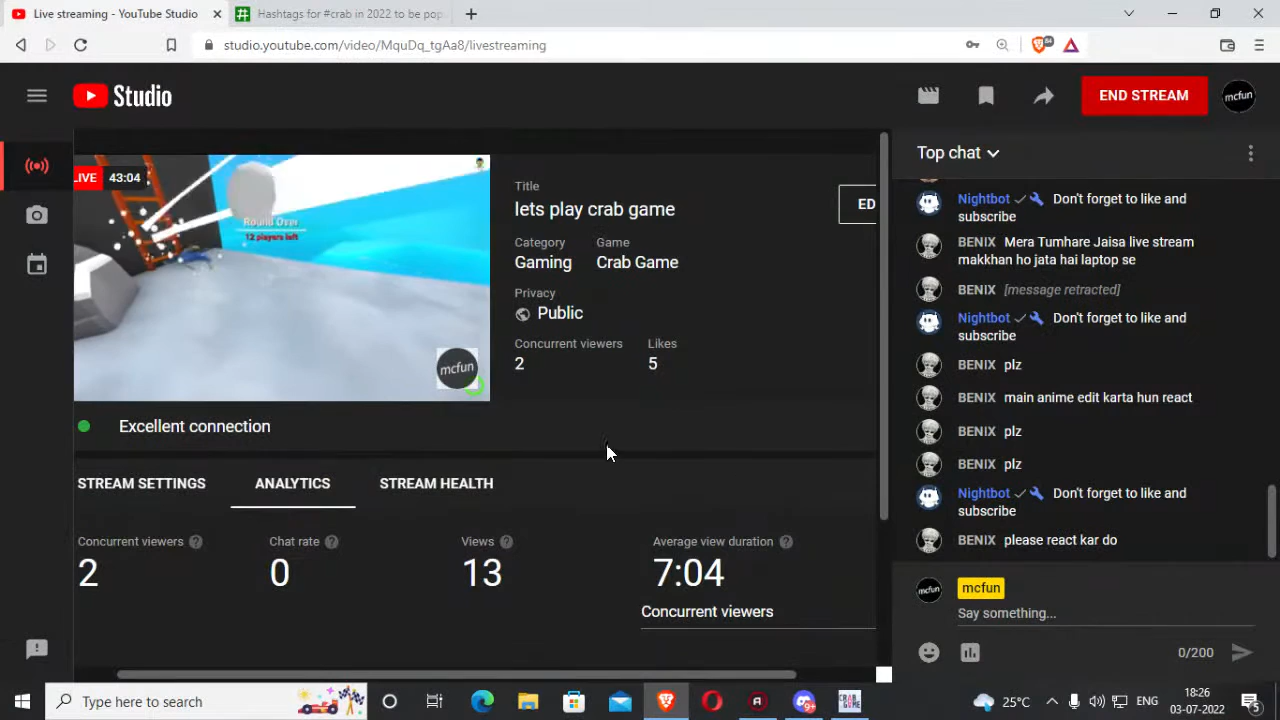 Live streaming - YouTube Studio
Hashtags for #crab in 2022 to be pop
studio.youtube.com/video/MquDq_tgAa8/livestreaming
84
Studio
END STREAM
mcfun
LIVE 43:04
Round Over
12 players left
mcfun
Title
lets play crab game
ED
Category
Game
Gaming
Crab Game
Privacy
Public
Concurrent viewers
Likes
2
5
Excellent connection
STREAM SETTINGS
ANALYTICS
STREAM HEALTH
Concurrent viewers
Chat rate
Views
Average view duration
2
0
13
7:04
Concurrent viewers
Top chat
Nightbot Don't forget to like and
subscribe
BENIX Mera Tumhare Jaisa live stream
makkhan ho jata hai laptop se
BENIX [message retracted]
Nightbot Don't forget to like and
subscribe
BENIX plz
BENIX main anime edit karta hun react
BENIX plz
BENIX plz
Nightbot Don't forget to like and
subscribe
BENIX please react kar do
mcfun
mcfun
Say something...
0/200
Type here to search
9+
CRAB
GAME
25°C
ENG
18:26
03-07-2022
5